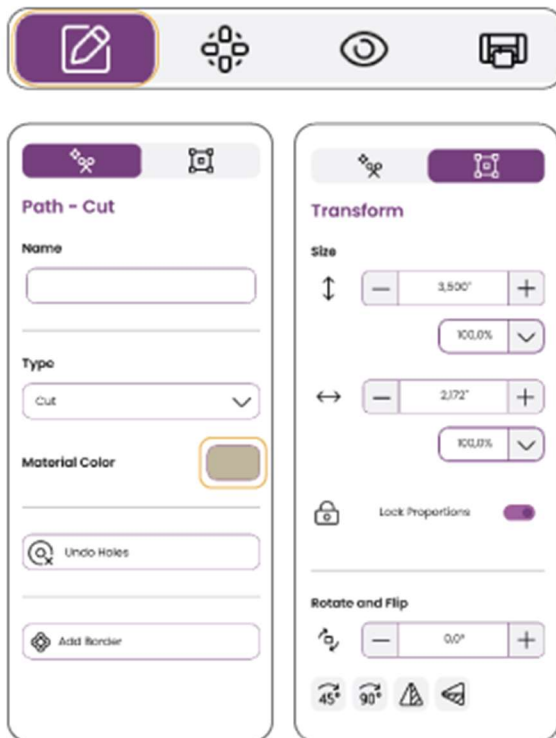 Path - Cut
Name
Type
Cut
Material Color
Undo Holes
Add Border
Transform
Size
3,500"
100,0%
2,172"
100,0%
Lock Proportions
Rotate and Flip
0,0°
45°
90°